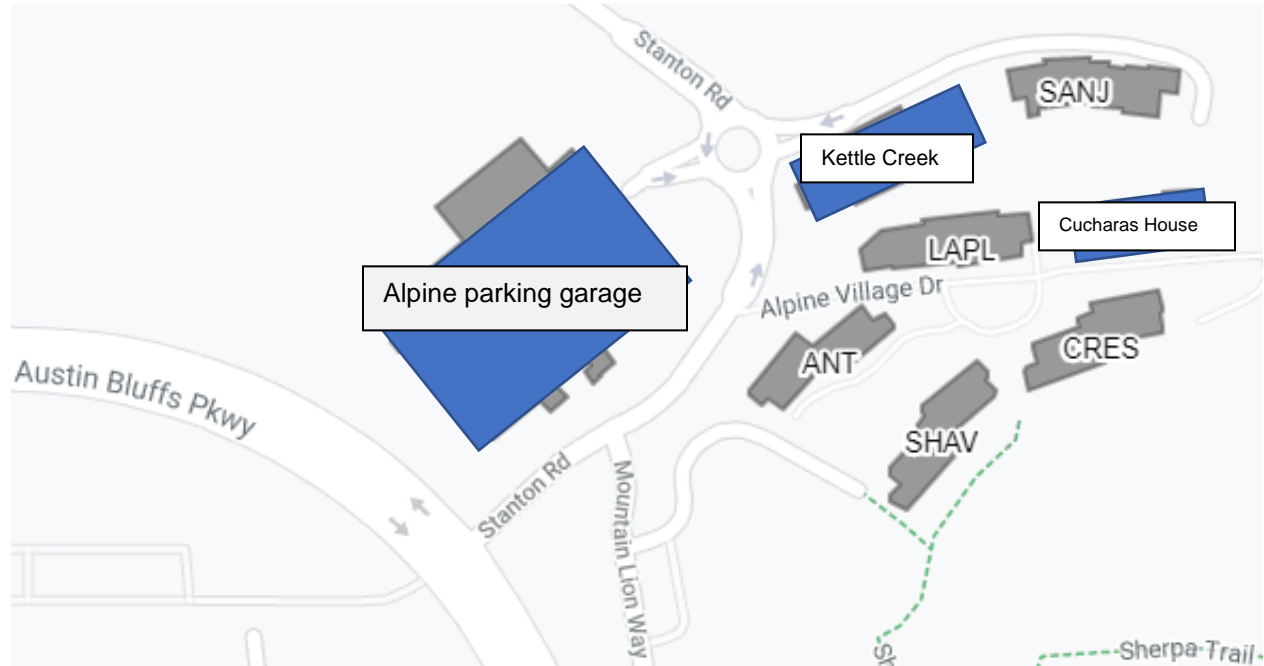 Stanton Rd
SANJ
Kettle Creek
Cucharas House
LAPL
Alpine parking garage
Alpine Village Dr
CRES
ANT
Austin Bluffs Pkwy
SHAV
Stanton Rd
Mountain Lion Way
Sh
Sherpa Trail